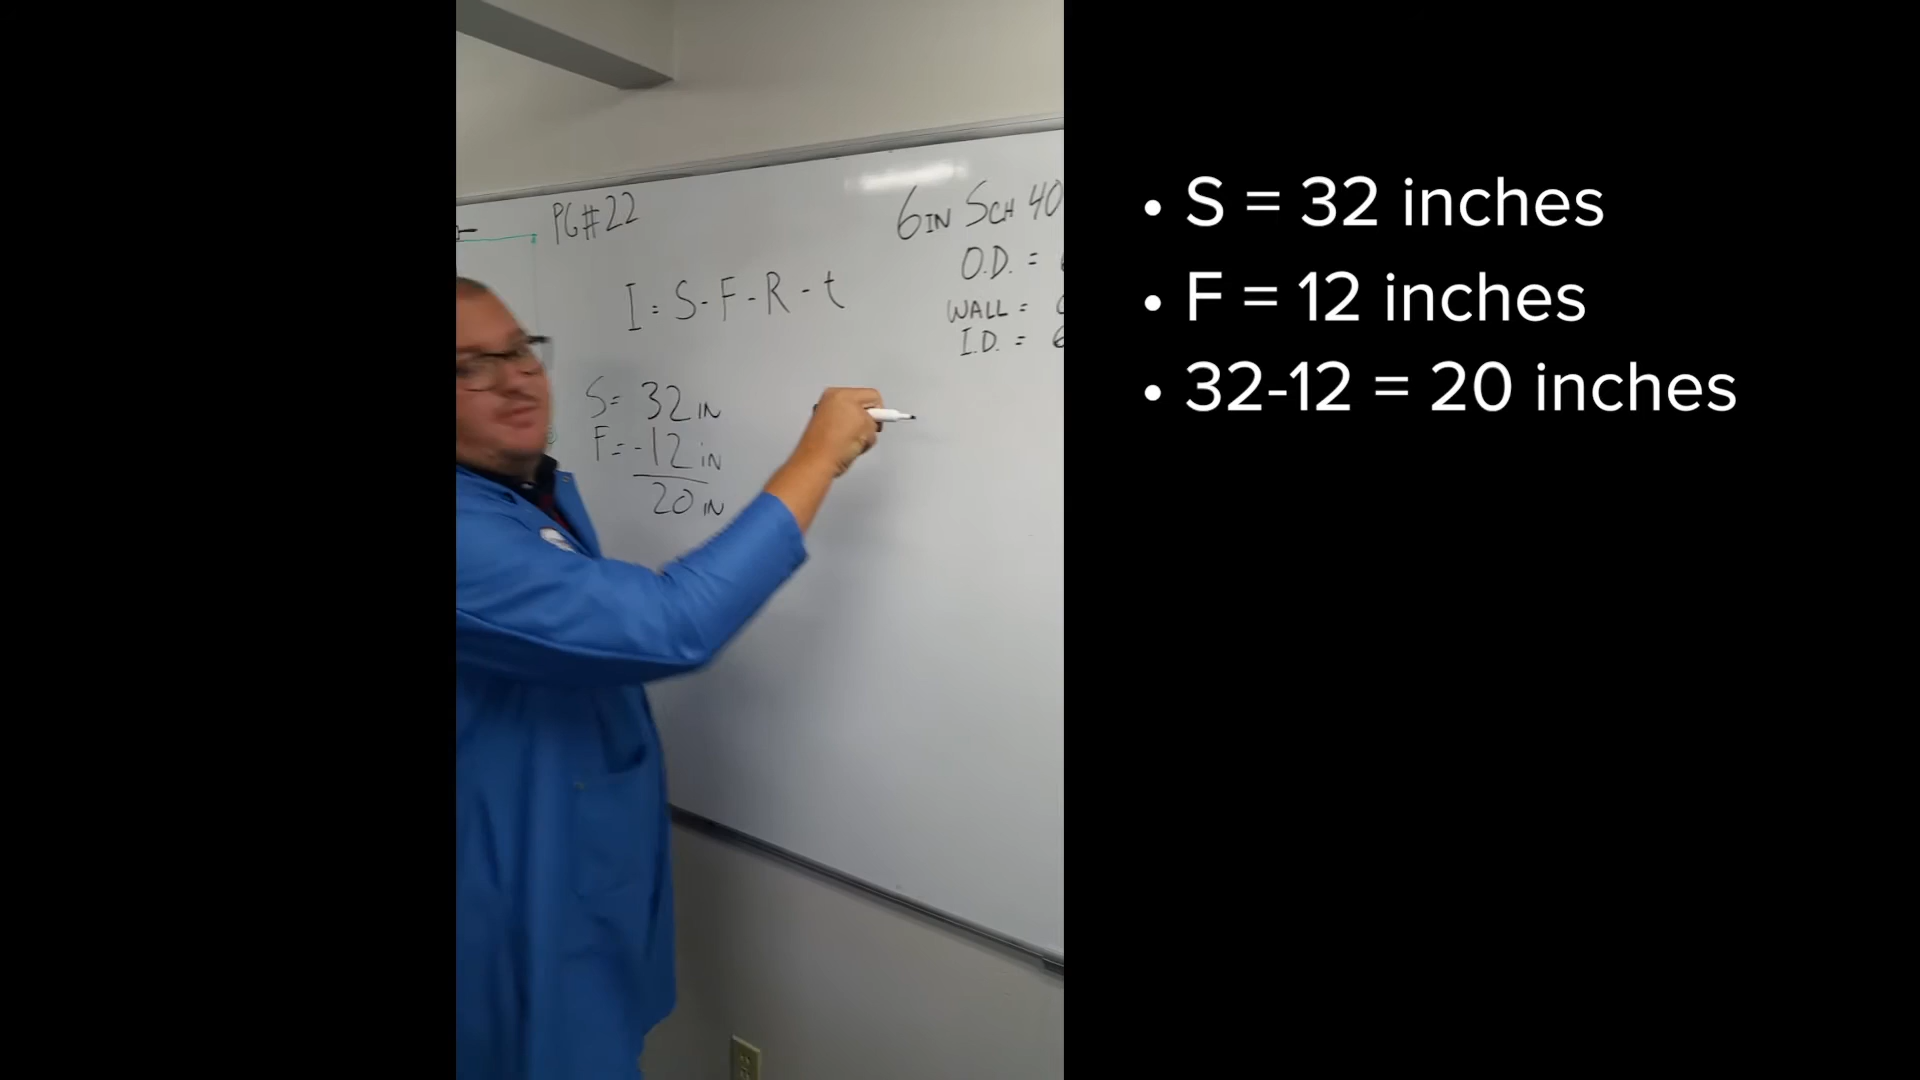 PG#22
I = S - F - R - t
S= 32 IN
F= -12 IN
20 IN
6 IN SCH 40
O.D. =
WALL =
I.D. = 6
• S = 32 inches
• F = 12 inches
• 32-12 = 20 inches